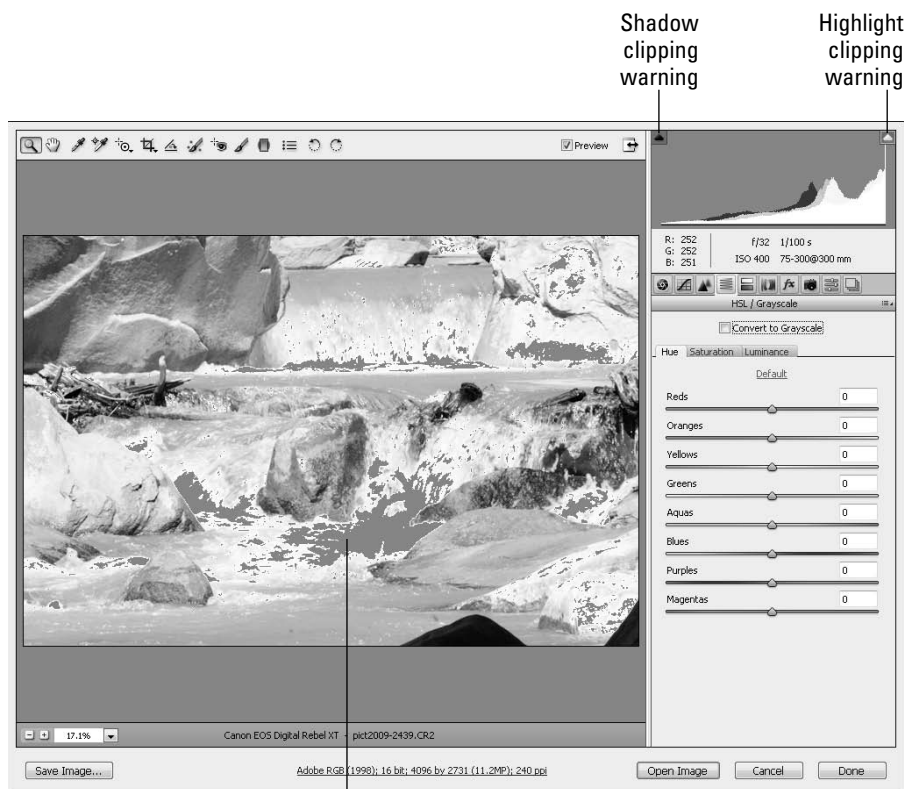 Shadow
clipping
warning
Highlight
clipping
warning
Preview
R: 252
G: 252
B: 251
f/32 1/100 s
ISO 400 75-300@300 mm
fx
HSL / Grayscale
Convert to Grayscale
Hue Saturation Luminance
Default
Reds 0
Oranges 0
Yellows 0
Greens 0
Aquas 0
Blues 0
Purples 0
Magentas 0
17.1% Canon EOS Digital Rebel XT - pict2009-2439.CR2
Save Image... Adobe RGB (1998); 16 bit; 4096 by 2731 (11.2MP); 240 ppi Open Image Cancel Done